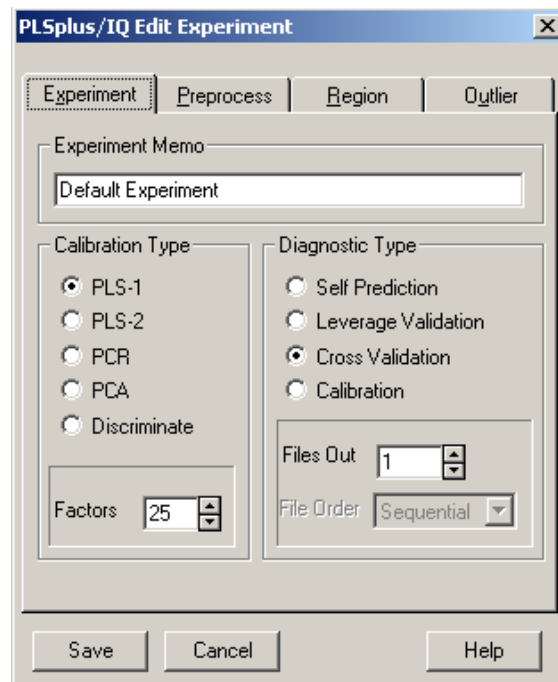 PLSplus/IQ Edit Experiment
Experiment Preprocess Region Outlier
Experiment Memo
Default Experiment
Calibration Type
PLS-1
PLS-2
PCR
PCA
Discriminate
Factors 25
Diagnostic Type
Self Prediction
Leverage Validation
Cross Validation
Calibration
Files Out 1
File Order Sequential
Save Cancel Help